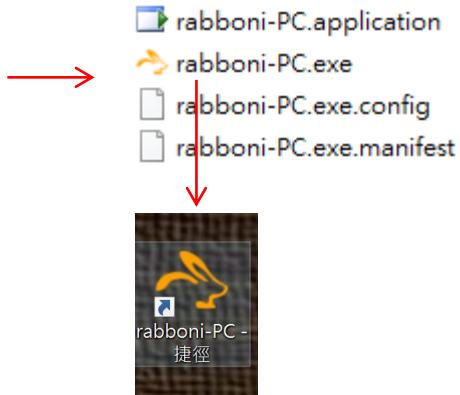 rabboni-PC.application
rabboni-PC.exe
rabboni-PC.exe.config
rabboni-PC.exe.manifest
rabboni-PC -
捷徑